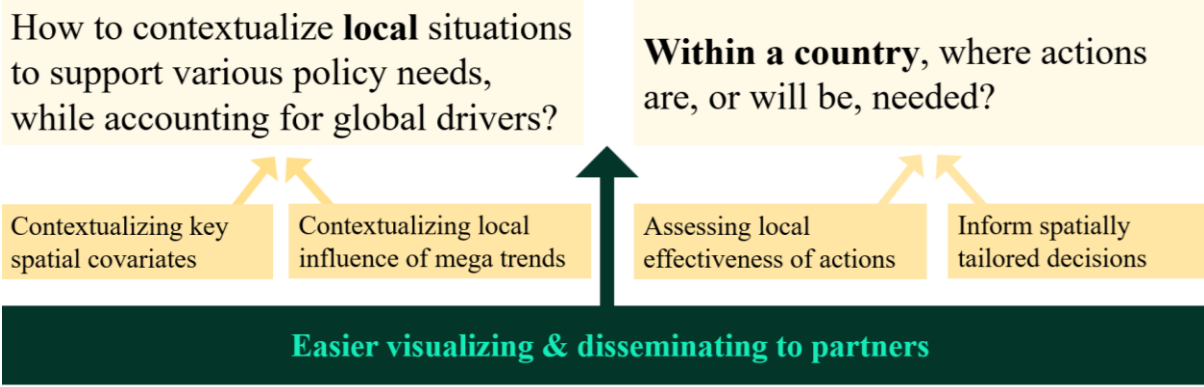 How to contextualize local situations
to support various policy needs,
while accounting for global drivers?
Within a country, where actions
are, or will be, needed?
Contextualizing key
spatial covariates
Contextualizing local
influence of mega trends
Assessing local
effectiveness of actions
Inform spatially
tailored decisions
Easier visualizing & disseminating to partners